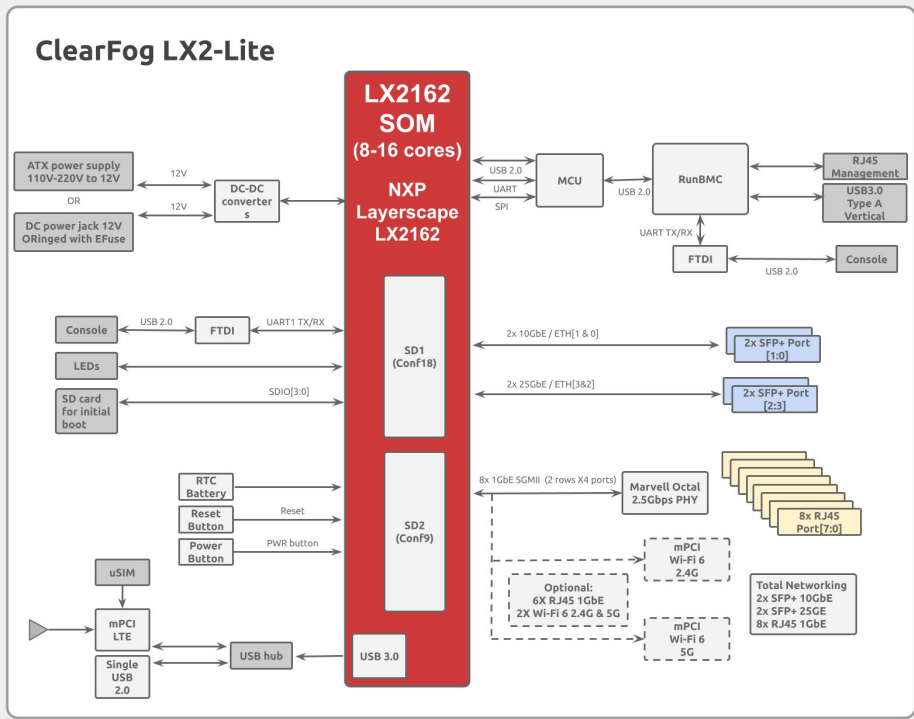 ClearFog LX2-Lite
LX2162
SOM
(8-16 cores)
NXP
Layerscape
LX2162
ATX power supply
110V-220V to 12V
OR
DC power jack 12V
ORinged with EFuse
12V
12V
DC-DC
converter
s
USB 2.0
UART
SPI
MCU
USB 2.0
RunBMC
RJ45
Management
USB3.0
Type A
Vertical
UART TX/RX
FTDI
USB 2.0
Console
Console
USB 2.0
FTDI
UART1 TX/RX
LEDs
SD card
for initial
boot
SDIO[3:0]
SD1
(Conf18)
2x 10GbE / ETH[1 & 0]
2x SFP+ Port
[1:0]
2x 25GbE / ETH[3&2]
2x SFP+ Port
[2:3]
RTC
Battery
Reset
Button
Reset
Power
Button
PWR button
SD2
(Conf9)
8x 1GbE SGMII (2 rows X4 ports)
Marvell Octal
2.5Gbps PHY
8x RJ45
Port[7:0]
mPCI
Wi-Fi 6
2.4G
Optional:
6X RJ45 1GbE
2X Wi-Fi 6 2.4G & 5G
mPCI
Wi-Fi 6
5G
Total Networking
2x SFP+ 10GbE
2x SFP+ 25GE
8x RJ45 1GbE
uSIM
mPCI
LTE
Single
USB
2.0
USB hub
USB 3.0